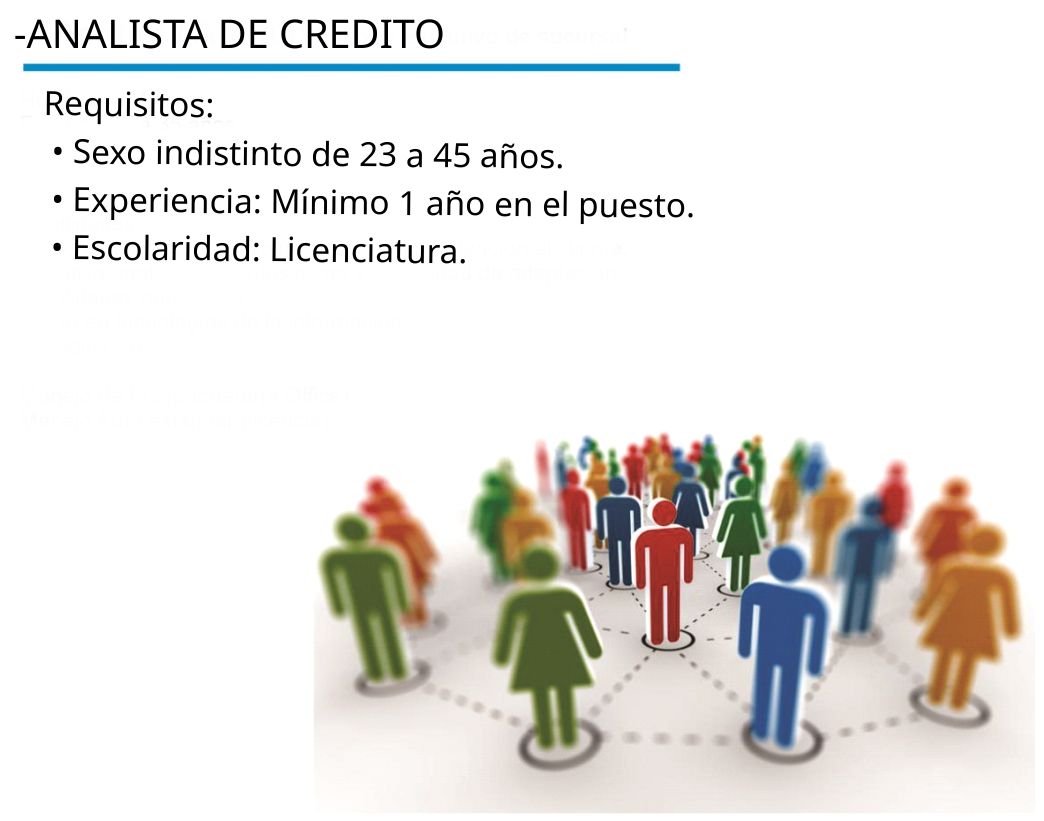 -ANALISTA DE CREDITO
Requisitos:
• Sexo indistinto de 23 a 45 años.
• Experiencia: Mínimo 1 año en el puesto.
• Escolaridad: Licenciatura.